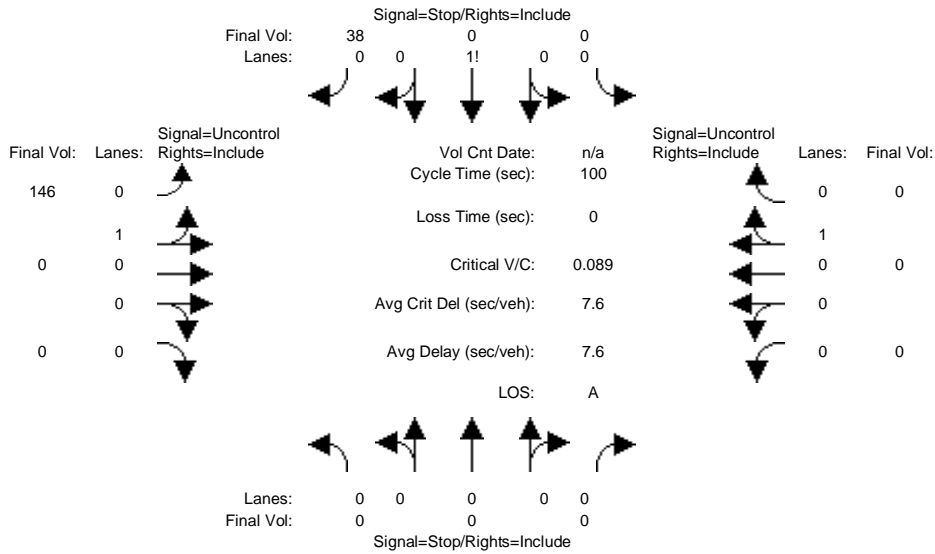 Signal=Stop/Rights=Include
Final Vol: 38 0 0
Lanes: 0 0 1! 0 0
Signal=Uncontrol Signal=Uncontrol
Final Vol: Lanes: Rights=Include Vol Cnt Date: n/a Rights=Include Lanes: Final Vol:
Cycle Time (sec): 100
146 0 0 0
Loss Time (sec): 0
1 1
0 0 Critical V/C: 0.089 0 0
0 Avg Crit Del (sec/veh): 7.6 0
0 0 Avg Delay (sec/veh): 7.6 0 0
LOS: A
Lanes: 0 0 0 0 0
Final Vol: 0 0 0
Signal=Stop/Rights=Include